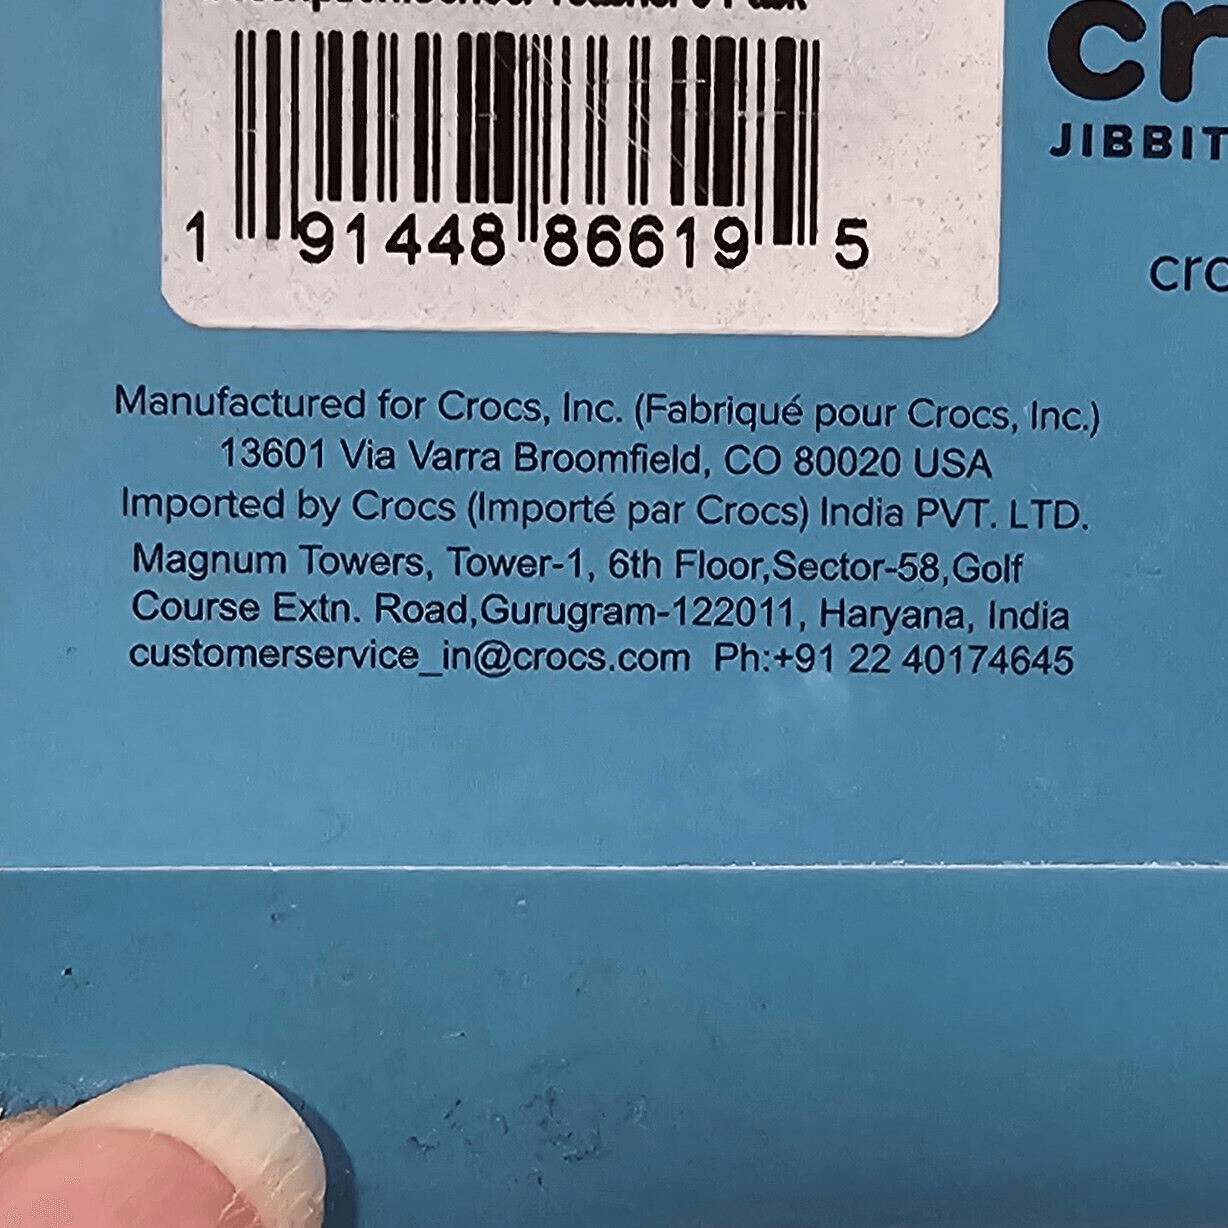 1 91448 86619 5
cr
JIBBIT
cro
Manufactured for Crocs, Inc. (Fabriqué pour Crocs, Inc.)
13601 Via Varra Broomfield, CO 80020 USA
Imported by Crocs (Importé par Crocs) India PVT. LTD.
Magnum Towers, Tower-1, 6th Floor,Sector-58,Golf
Course Extn. Road,Gurugram-122011, Haryana, India
customerservice_in@crocs.com Ph:+91 22 40174645